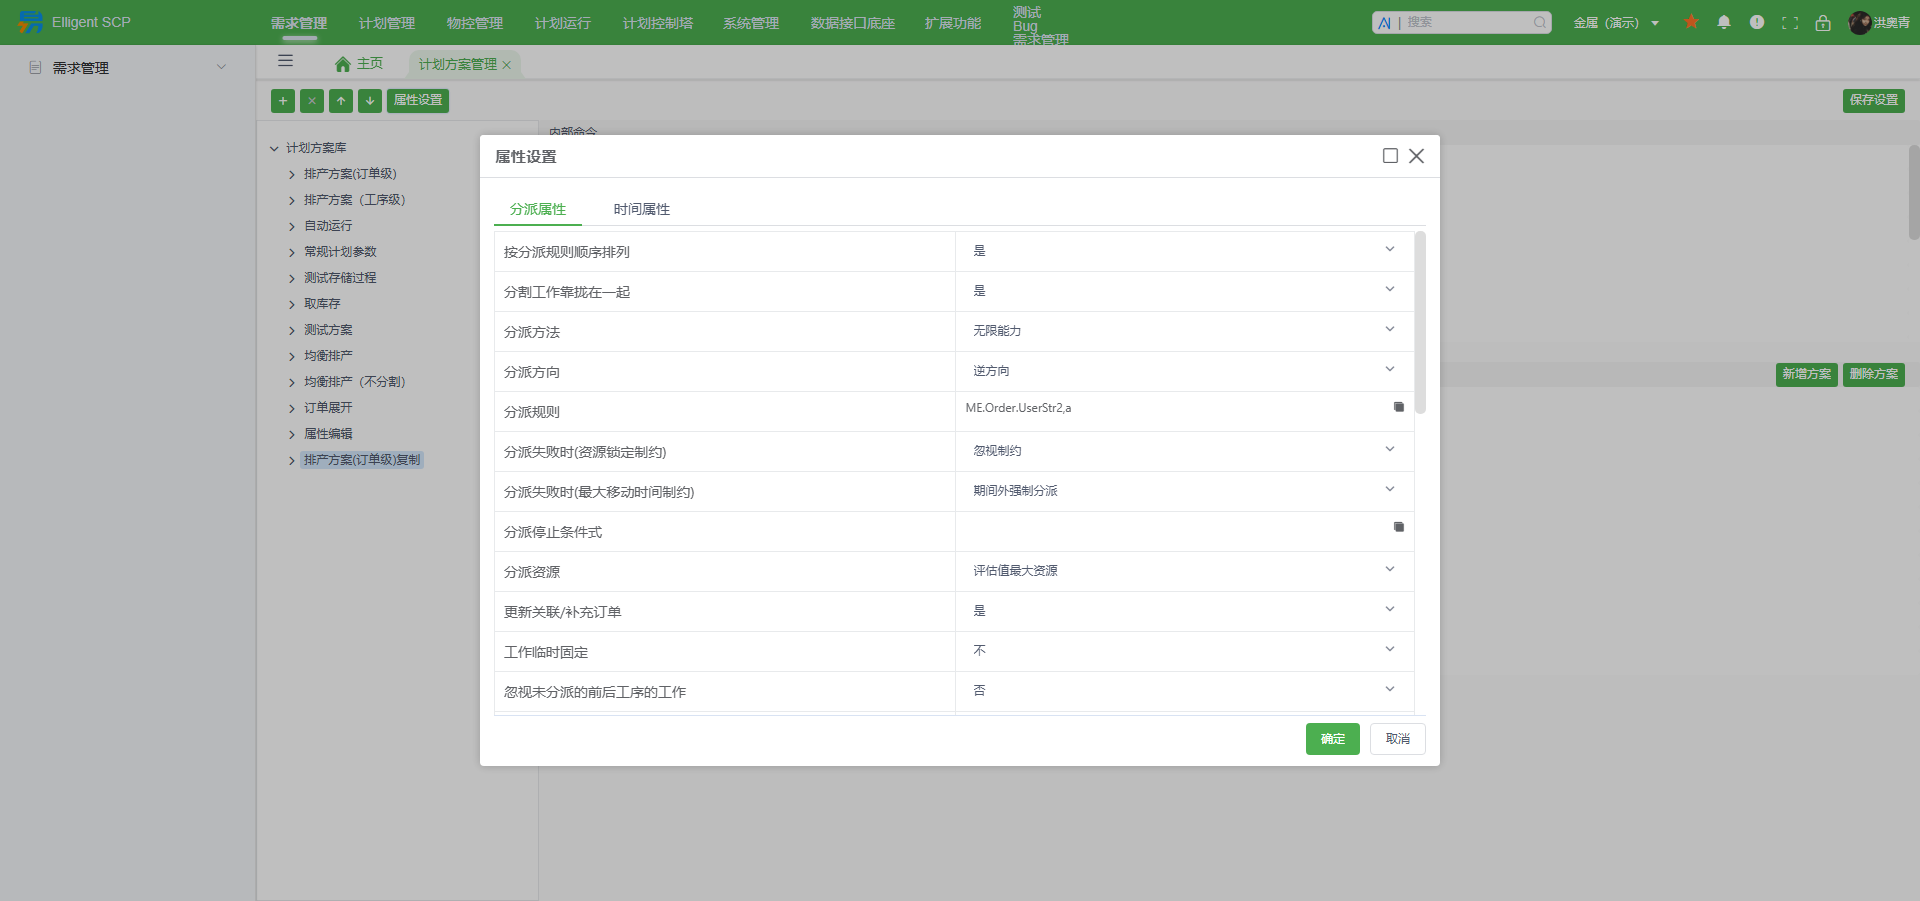 Elligent SCP
需求管理
计划管理
物控管理
计划运行
计划控制塔
系统管理
数据接口底座
扩展功能
测试
Bug
需求管理
AI | 搜索
金属（演示）
洪奥青
需求管理
主页
计划方案管理
属性设置
保存设置
计划方案库
排产方案(订单级)
排产方案（工序级）
自动运行
常规计划参数
测试存储过程
取库存
测试方案
均衡排产
均衡排产（不分割）
订单展开
属性编辑
排产方案(订单级)复制
内部命令
新增方案
删除方案
属性设置
分派属性
时间属性
按分派规则顺序排列 是
分割工作靠拢在一起 是
分派方法 无限能力
分派方向 逆方向
分派规则 ME.Order.UserStr2,a
分派失败时(资源锁定制约) 忽视制约
分派失败时(最大移动时间制约) 期间外强制分派
分派停止条件式
分派资源 评估值最大资源
更新关联/补充订单 是
工作临时固定 不
忽视未分派的前后工序的工作 否
确定
取消